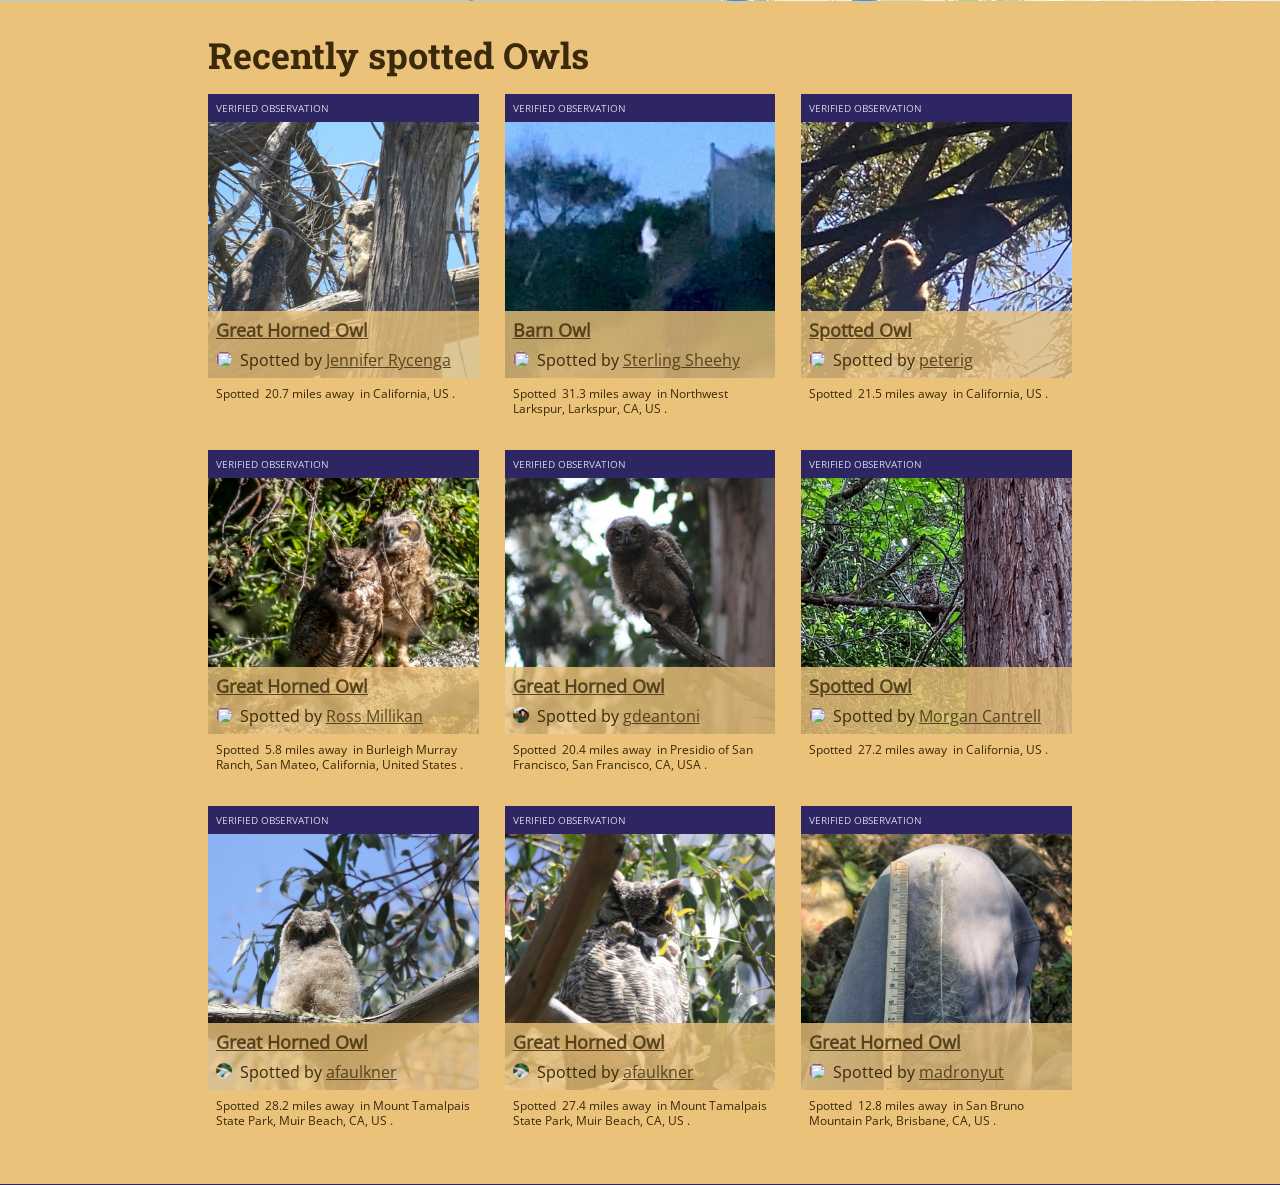 Recently spotted Owls
VERIFIED OBSERVATION
Great Horned Owl
Spotted by Jennifer Rycenga
Spotted 20.7 miles away in California, US .
VERIFIED OBSERVATION
Barn Owl
Spotted by Sterling Sheehy
Spotted 31.3 miles away in Northwest
Larkspur, Larkspur, CA, US .
VERIFIED OBSERVATION
Spotted Owl
Spotted by peterig
Spotted 21.5 miles away in California, US .
VERIFIED OBSERVATION
Great Horned Owl
Spotted by Ross Millikan
Spotted 5.8 miles away in Burleigh Murray
Ranch, San Mateo, California, United States .
VERIFIED OBSERVATION
Great Horned Owl
Spotted by gdeantoni
Spotted 20.4 miles away in Presidio of San
Francisco, San Francisco, CA, USA .
VERIFIED OBSERVATION
Spotted Owl
Spotted by Morgan Cantrell
Spotted 27.2 miles away in California, US .
VERIFIED OBSERVATION
Great Horned Owl
Spotted by afaulkner
Spotted 28.2 miles away in Mount Tamalpais
State Park, Muir Beach, CA, US .
VERIFIED OBSERVATION
Great Horned Owl
Spotted by afaulkner
Spotted 27.4 miles away in Mount Tamalpais
State Park, Muir Beach, CA, US .
VERIFIED OBSERVATION
Great Horned Owl
Spotted by madronyut
Spotted 12.8 miles away in San Bruno
Mountain Park, Brisbane, CA, US .